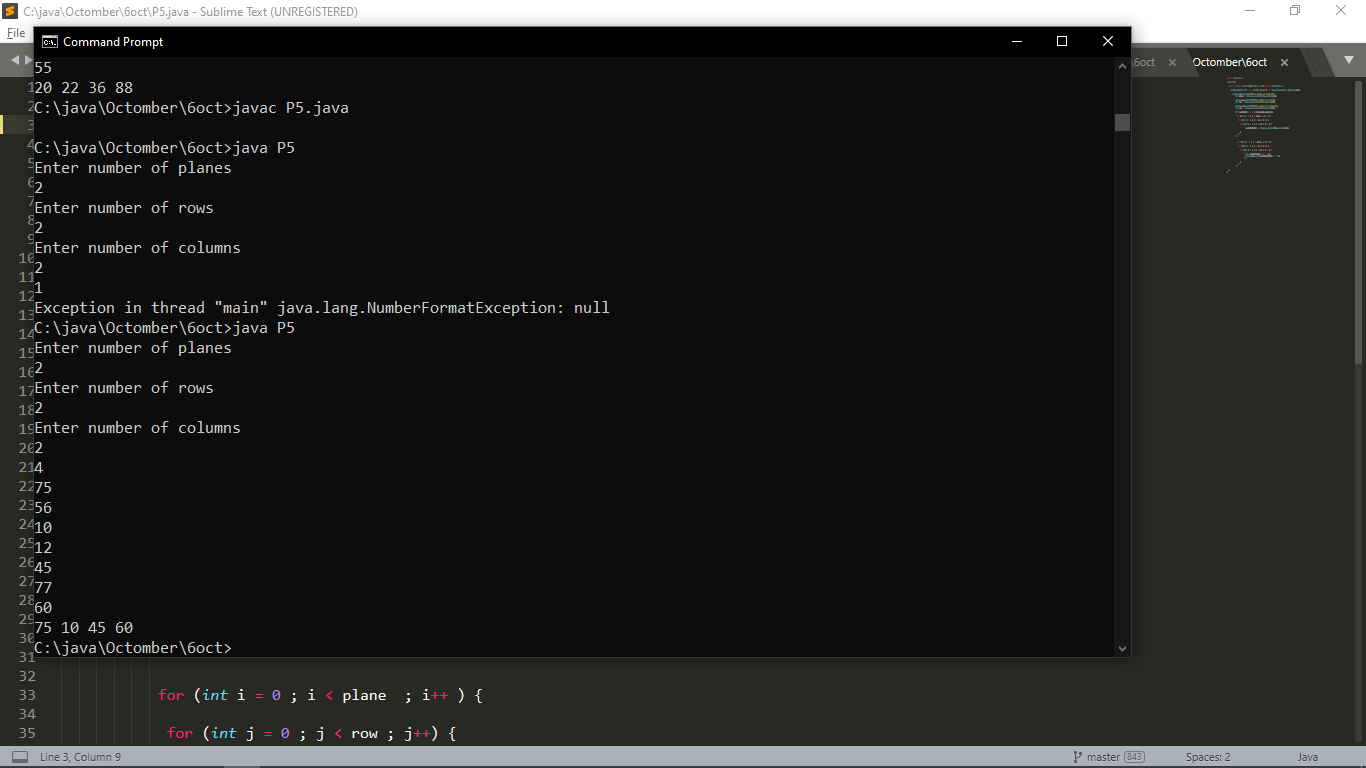 C:\java\Octomber\6oct\P5.java - Sublime Text (UNREGISTERED)
File
Command Prompt
\6oct
Octomber\6oct
55
20 22 36 88
C:\java\Octomber\6oct>javac P5.java
C:\java\Octomber\6oct>java P5
Enter number of planes
2
Enter number of rows
2
Enter number of columns
2
1
Exception in thread "main" java.lang.NumberFormatException: null
C:\java\Octomber\6oct>java P5
Enter number of planes
2
Enter number of rows
2
Enter number of columns
2
4
75
56
10
12
45
77
60
75 10 45 60
C:\java\Octomber\6oct>
31
32
33 for (int i = 0 ; i < plane  ; i++ ) {
34
35 for (int j = 0 ; j < row ; j++) {
Line 3, Column 9
master 843
Spaces: 2
Java